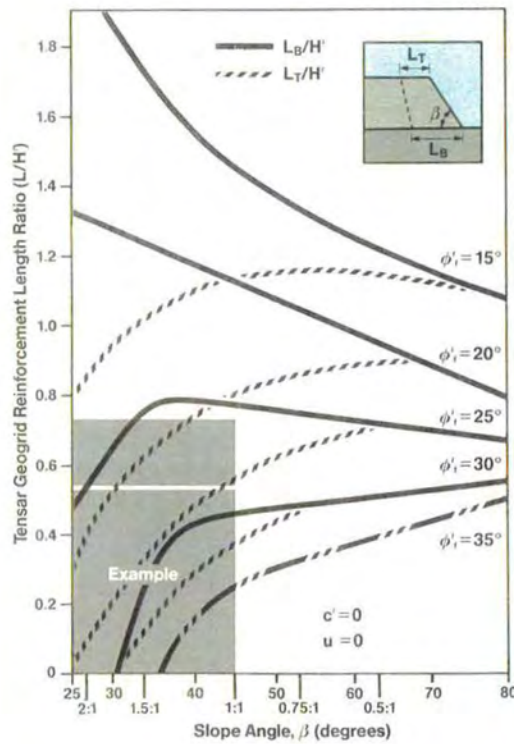 Tensar Geogrid Reinforcement Length Ratio (L/H')
1.8
1.6
1.4
1.2
1.0
0.8
0.6
0.4
0.2
0
L_B/H'
L_T/H'
L_T
β
L_B
ϕ'f = 15°
ϕ'f = 20°
ϕ'f = 25°
ϕ'f = 30°
ϕ'f = 35°
Example
c' = 0
u = 0
25 30 40 50 60 70 80
2:1 1.5:1 1:1 0.75:1 0.5:1
Slope Angle, β (degrees)